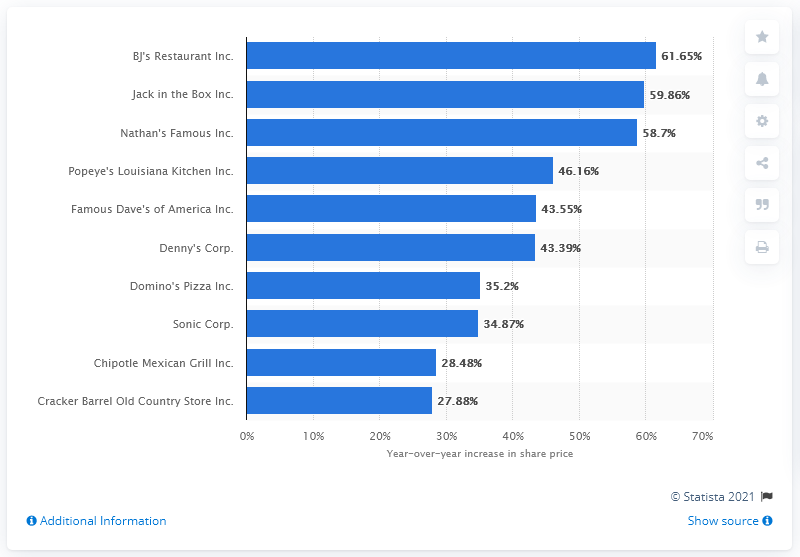 BJ's Restaurant Inc. 61.65%
Jack in the Box Inc. 59.86%
Nathan's Famous Inc. 58.7%
Popeye's Louisiana Kitchen Inc. 46.16%
Famous Dave's of America Inc. 43.55%
Denny's Corp. 43.39%
Domino's Pizza Inc. 35.2%
Sonic Corp. 34.87%
Chipotle Mexican Grill Inc. 28.48%
Cracker Barrel Old Country Store Inc. 27.88%
0% 10% 20% 30% 40% 50% 60% 70%
Year-over-year increase in share price
© Statista 2021
Additional Information Show source